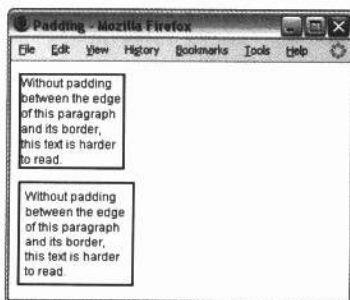 Padding - Mozilla Firefox
File Edit View History Bookmarks Tools Help
Without padding
between the edge
of this paragraph
and its border,
this text is harder
to read.
Without padding
between the edge
of this paragraph
and its border,
this text is harder
to read.